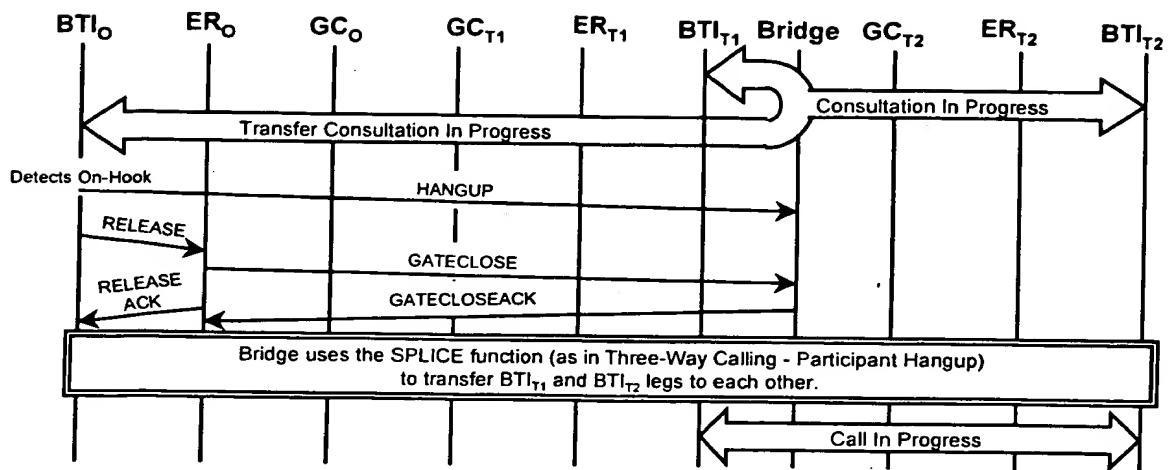 BTI_O ER_O GC_O GC_T1 ER_T1 BTI_T1 Bridge GC_T2 ER_T2 BTI_T2
Consultation In Progress
Transfer Consultation In Progress
Detects On-Hook
HANGUP
RELEASE
GATECLOSE
RELEASE
ACK
GATECLOSEACK
Bridge uses the SPLICE function (as in Three-Way Calling - Participant Hangup)
to transfer BTI_T1 and BTI_T2 legs to each other.
Call In Progress